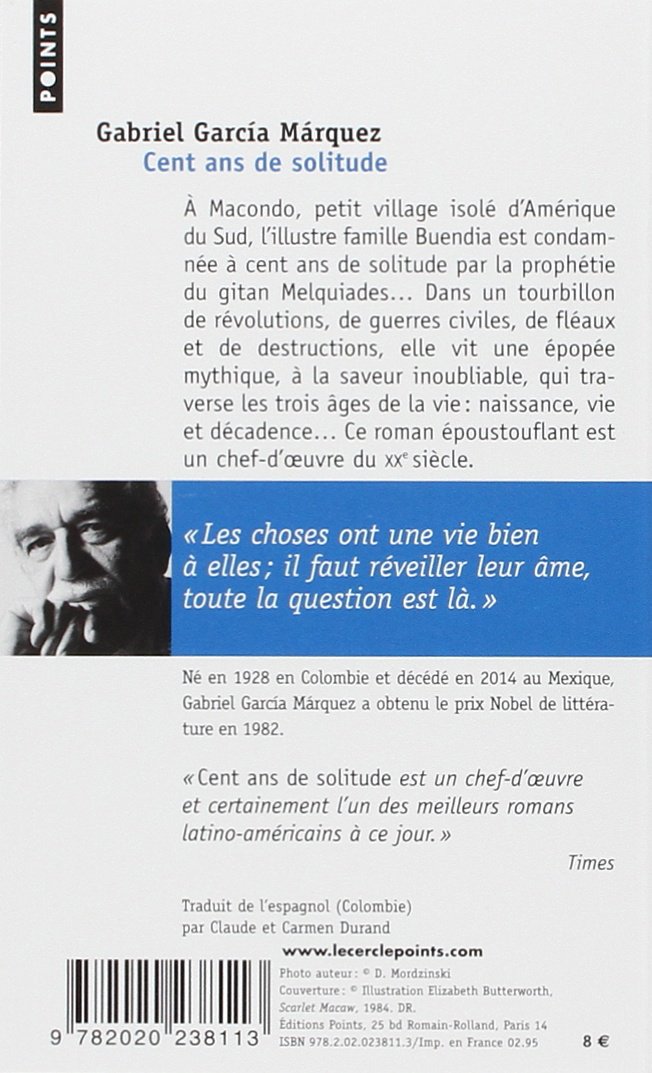 POINTS
Gabriel García Márquez
Cent ans de solitude
À Macondo, petit village isolé d’Amérique
du Sud, l’illustre famille Buendia est condam-
née à cent ans de solitude par la prophétie
du gitan Melquiades... Dans un tourbillon
de révolutions, de guerres civiles, de fléaux
et de destructions, elle vit une épopée
mythique, à la saveur inoubliable, qui tra-
verse les trois âges de la vie : naissance, vie
et décadence... Ce roman époustouflant est
un chef-d’œuvre du XXe siècle.
« Les choses ont une vie bien
à elles ; il faut réveiller leur âme,
toute la question est là. »
Né en 1928 en Colombie et décédé en 2014 au Mexique,
Gabriel García Márquez a obtenu le prix Nobel de littéra-
ture en 1982.
« Cent ans de solitude est un chef-d’œuvre
et certainement l’un des meilleurs romans
latino-américains à ce jour. »
Times
Traduit de l’espagnol (Colombie)
par Claude et Carmen Durand
www.lecerclepoints.com
Photo auteur : © D. Mordzinski
Couverture : © Illustration Elizabeth Butterworth,
Scarlet Macaw, 1984. DR.
Éditions Points, 25 bd Romain-Rolland, Paris 14
ISBN 978.2.02.023811.3/Imp. en France 02.95
8 €
9 782020 238113